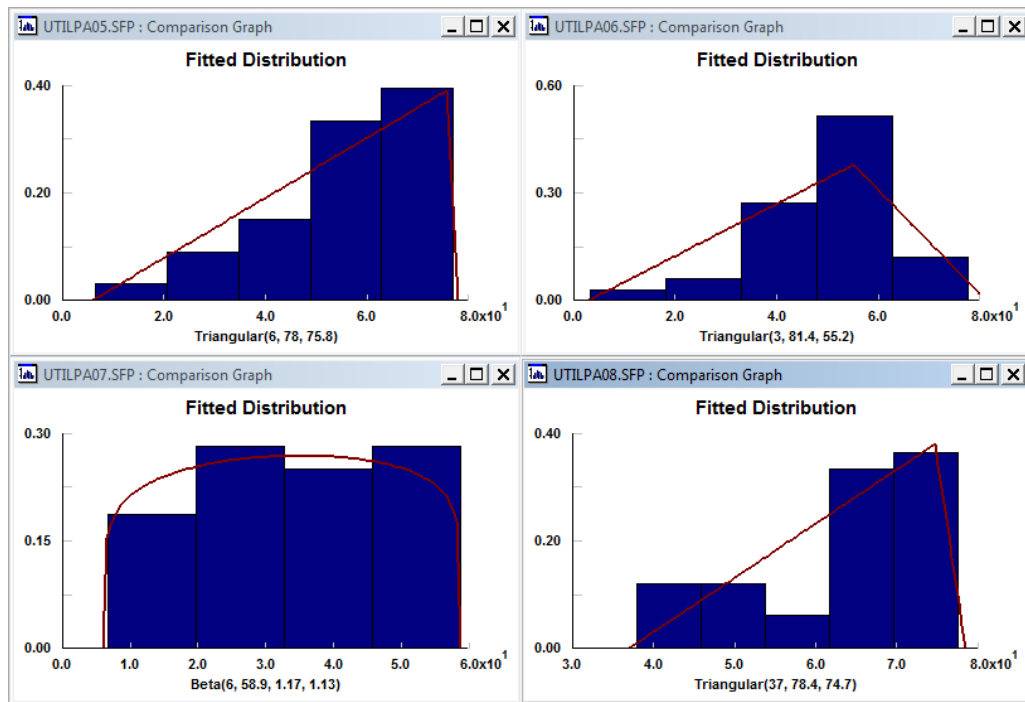 UTILPA05.SFP : Comparison Graph
Fitted Distribution
0.40
0.20
0.00
0.0 2.0 4.0 6.0 8.0x10^1
Triangular(6, 78, 75.8)
UTILPA06.SFP : Comparison Graph
Fitted Distribution
0.60
0.30
0.00
0.0 2.0 4.0 6.0 8.0x10^1
Triangular(3, 81.4, 55.2)
UTILPA07.SFP : Comparison Graph
Fitted Distribution
0.30
0.15
0.00
0.0 1.0 2.0 3.0 4.0 5.0 6.0x10^1
Beta(6, 58.9, 1.17, 1.13)
UTILPA08.SFP : Comparison Graph
Fitted Distribution
0.40
0.20
0.00
3.0 4.0 5.0 6.0 7.0 8.0x10^1
Triangular(37, 78.4, 74.7)